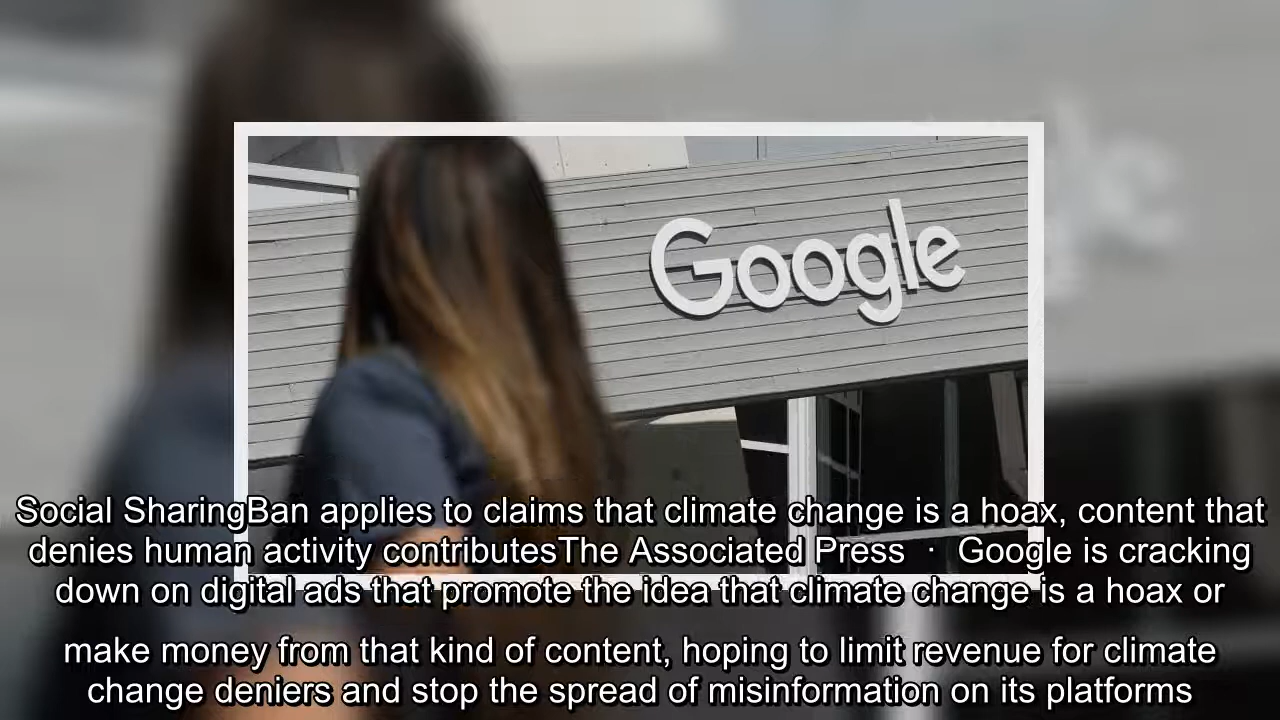 Google
Social SharingBan applies to claims that climate change is a hoax, content that
denies human activity contributesThe Associated Press · Google is cracking
down on digital ads that promote the idea that climate change is a hoax or
make money from that kind of content, hoping to limit revenue for climate
change deniers and stop the spread of misinformation on its platforms